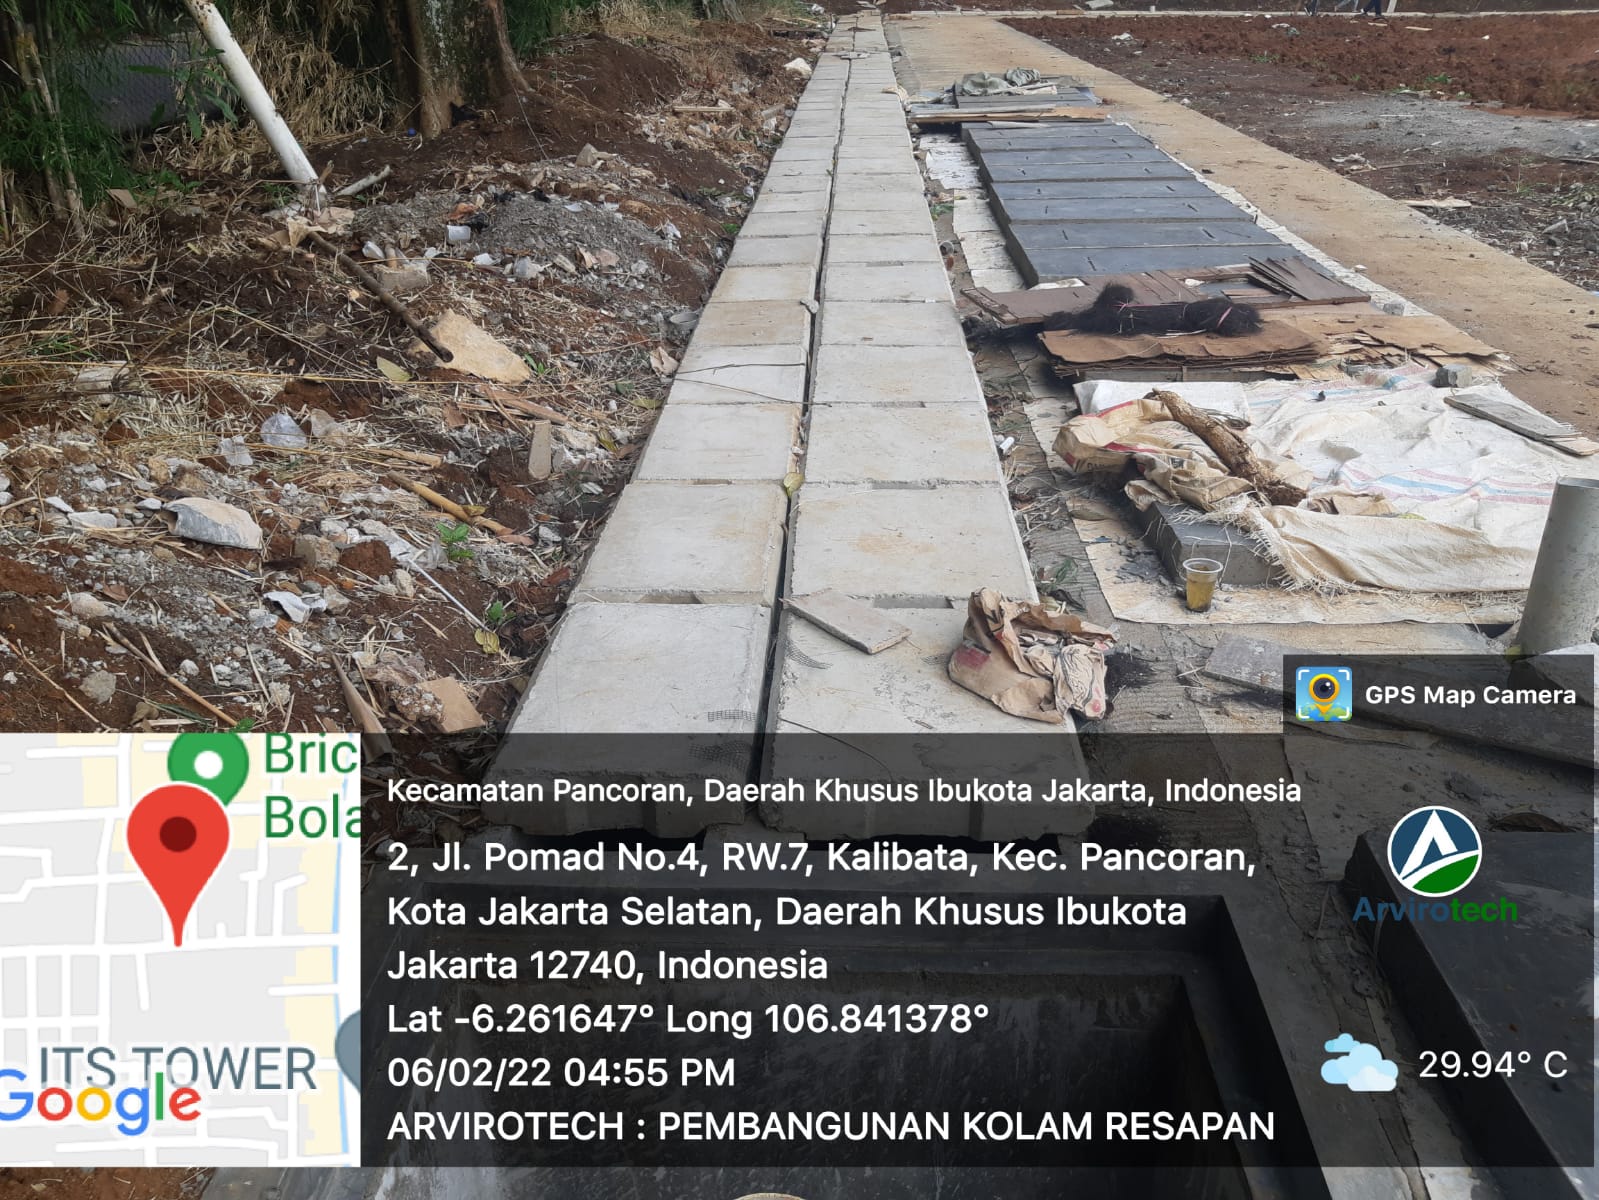 GPS Map Camera
Bric
Bola
ITS TOWER
Google
Kecamatan Pancoran, Daerah Khusus Ibukota Jakarta, Indonesia
2, Jl. Pomad No.4, RW.7, Kalibata, Kec. Pancoran,
Kota Jakarta Selatan, Daerah Khusus Ibukota
Jakarta 12740, Indonesia
Lat -6.261647° Long 106.841378°
06/02/22 04:55 PM
ARVIROTECH : PEMBANGUNAN KOLAM RESAPAN
Arvirotech
29.94° C